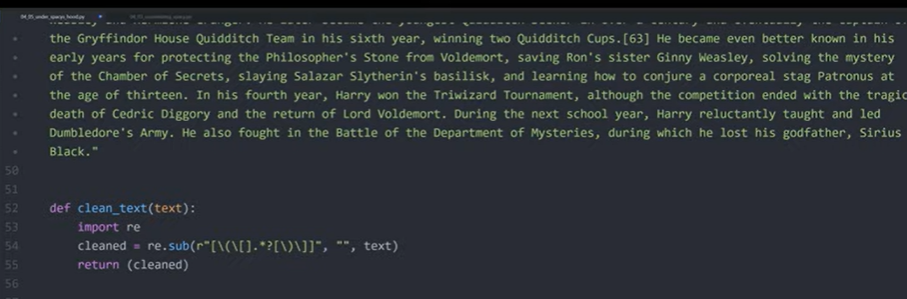 the Gryffindor House Quidditch Team in his sixth year, winning two Quidditch Cups.[63] He became even better known in his
early years for protecting the Philosopher's Stone from Voldemort, saving Ron's sister Ginny Weasley, solving the mystery
of the Chamber of Secrets, slaying Salazar Slytherin's basilisk, and learning how to conjure a corporeal stag Patronus at
the age of thirteen. In his fourth year, Harry won the Triwizard Tournament, although the competition ended with the tragic
death of Cedric Diggory and the return of Lord Voldemort. During the next school year, Harry reluctantly taught and led
Dumbledore's Army. He also fought in the Battle of the Department of Mysteries, during which he lost his godfather, Sirius
Black."
50
51
52 def clean_text(text):
53 import re
54 cleaned = re.sub(r"[\(\[].*?[\)\]]", "", text)
55 return (cleaned)
56